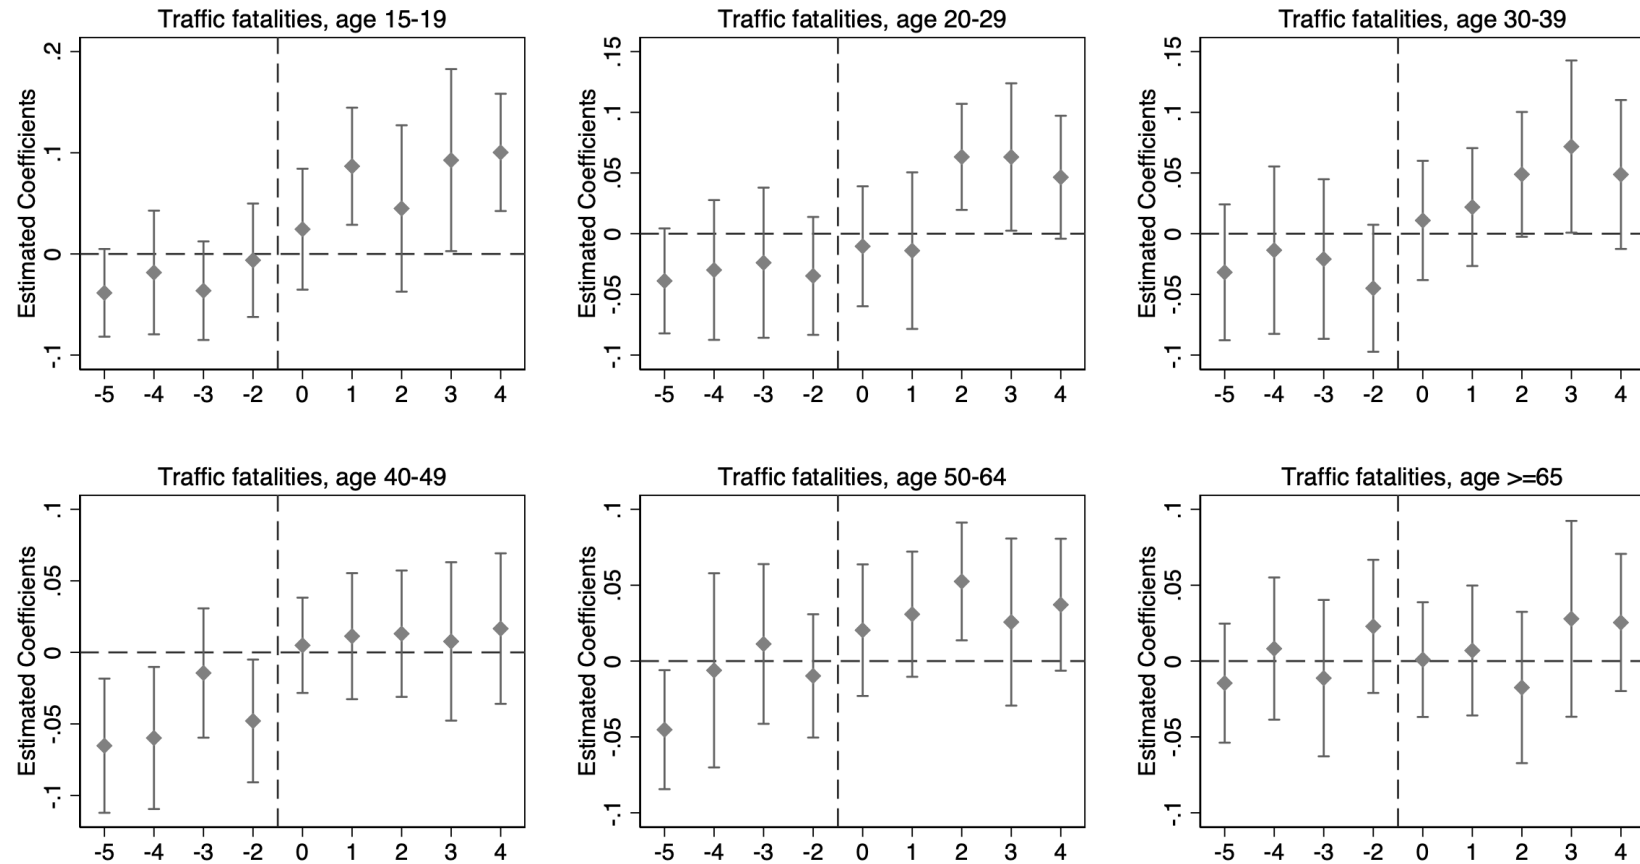 Traffic fatalities, age 15-19
Estimated Coefficients
.2
.1
0
-.1
-5 -4 -3 -2 0 1 2 3 4
Traffic fatalities, age 20-29
Estimated Coefficients
.15
.1
.05
0
-.05
-.1
-5 -4 -3 -2 0 1 2 3 4
Traffic fatalities, age 30-39
Estimated Coefficients
.15
.1
.05
0
-.05
-.1
-5 -4 -3 -2 0 1 2 3 4
Traffic fatalities, age 40-49
Estimated Coefficients
.1
.05
0
-.05
-.1
-5 -4 -3 -2 0 1 2 3 4
Traffic fatalities, age 50-64
Estimated Coefficients
.1
.05
0
-.05
-.1
-5 -4 -3 -2 0 1 2 3 4
Traffic fatalities, age >=65
Estimated Coefficients
.1
.05
0
-.05
-.1
-5 -4 -3 -2 0 1 2 3 4